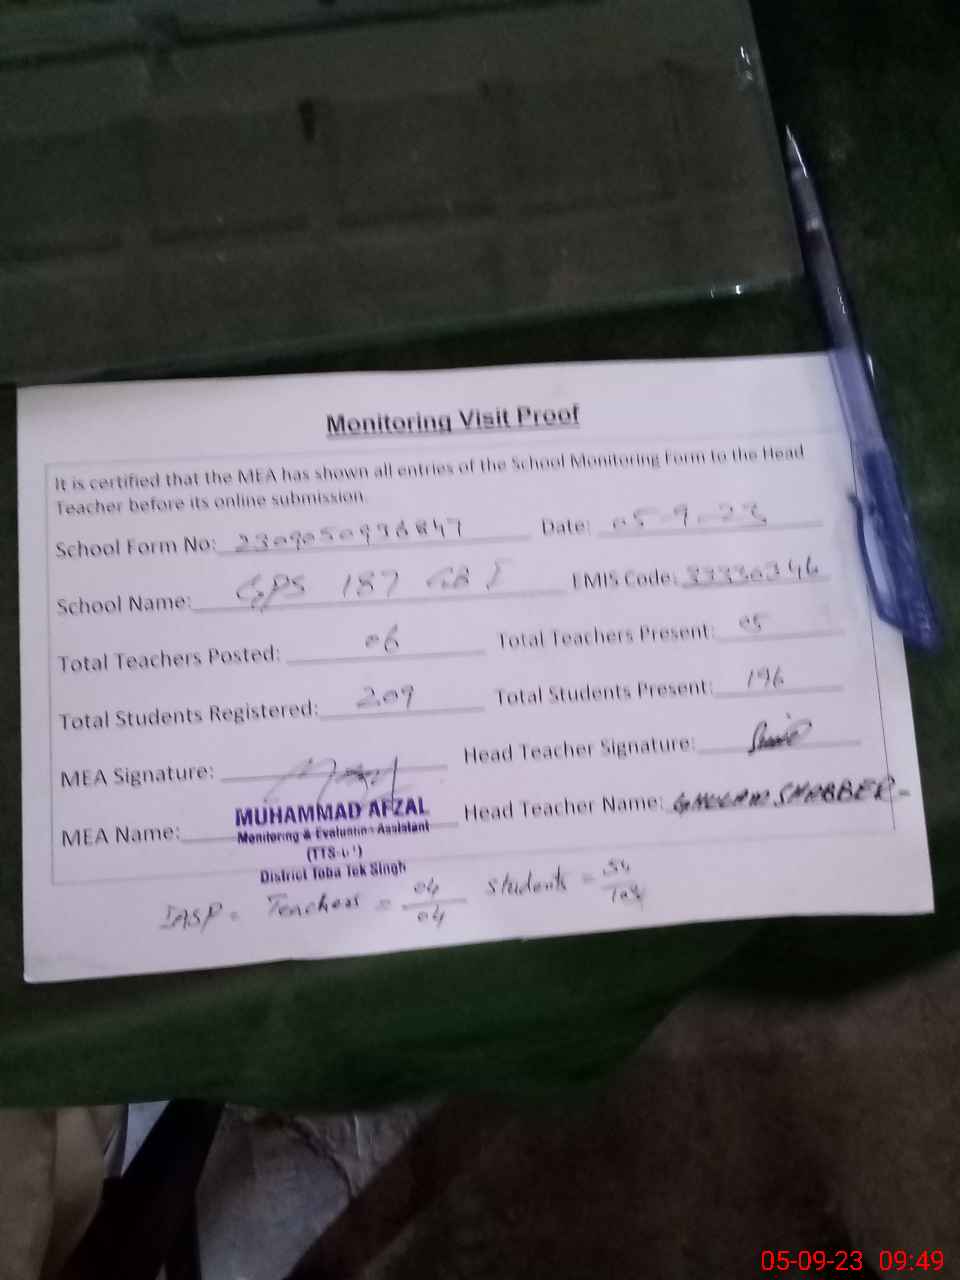 Monitoring Visit Proof
It is certified that the MEA has shown all entries of the School Monitoring Form to the Head
Teacher before its online submission.
School Form No: 2309050936847 Date: 05-9-23
School Name: GPS 187 GB I EMIS Code: 33330346
Total Teachers Posted: 06 Total Teachers Present: 05
Total Students Registered: 209 Total Students Present: 196
MEA Signature: Head Teacher Signature:
MEA Name: MUHAMMAD AFZAL Head Teacher Name: GHULAM SHABBER
Monitoring & Evaluation Assistant
District Toba Tek Singh
IASP = Teachers = 04/04 Students =
05-09-23 09:49